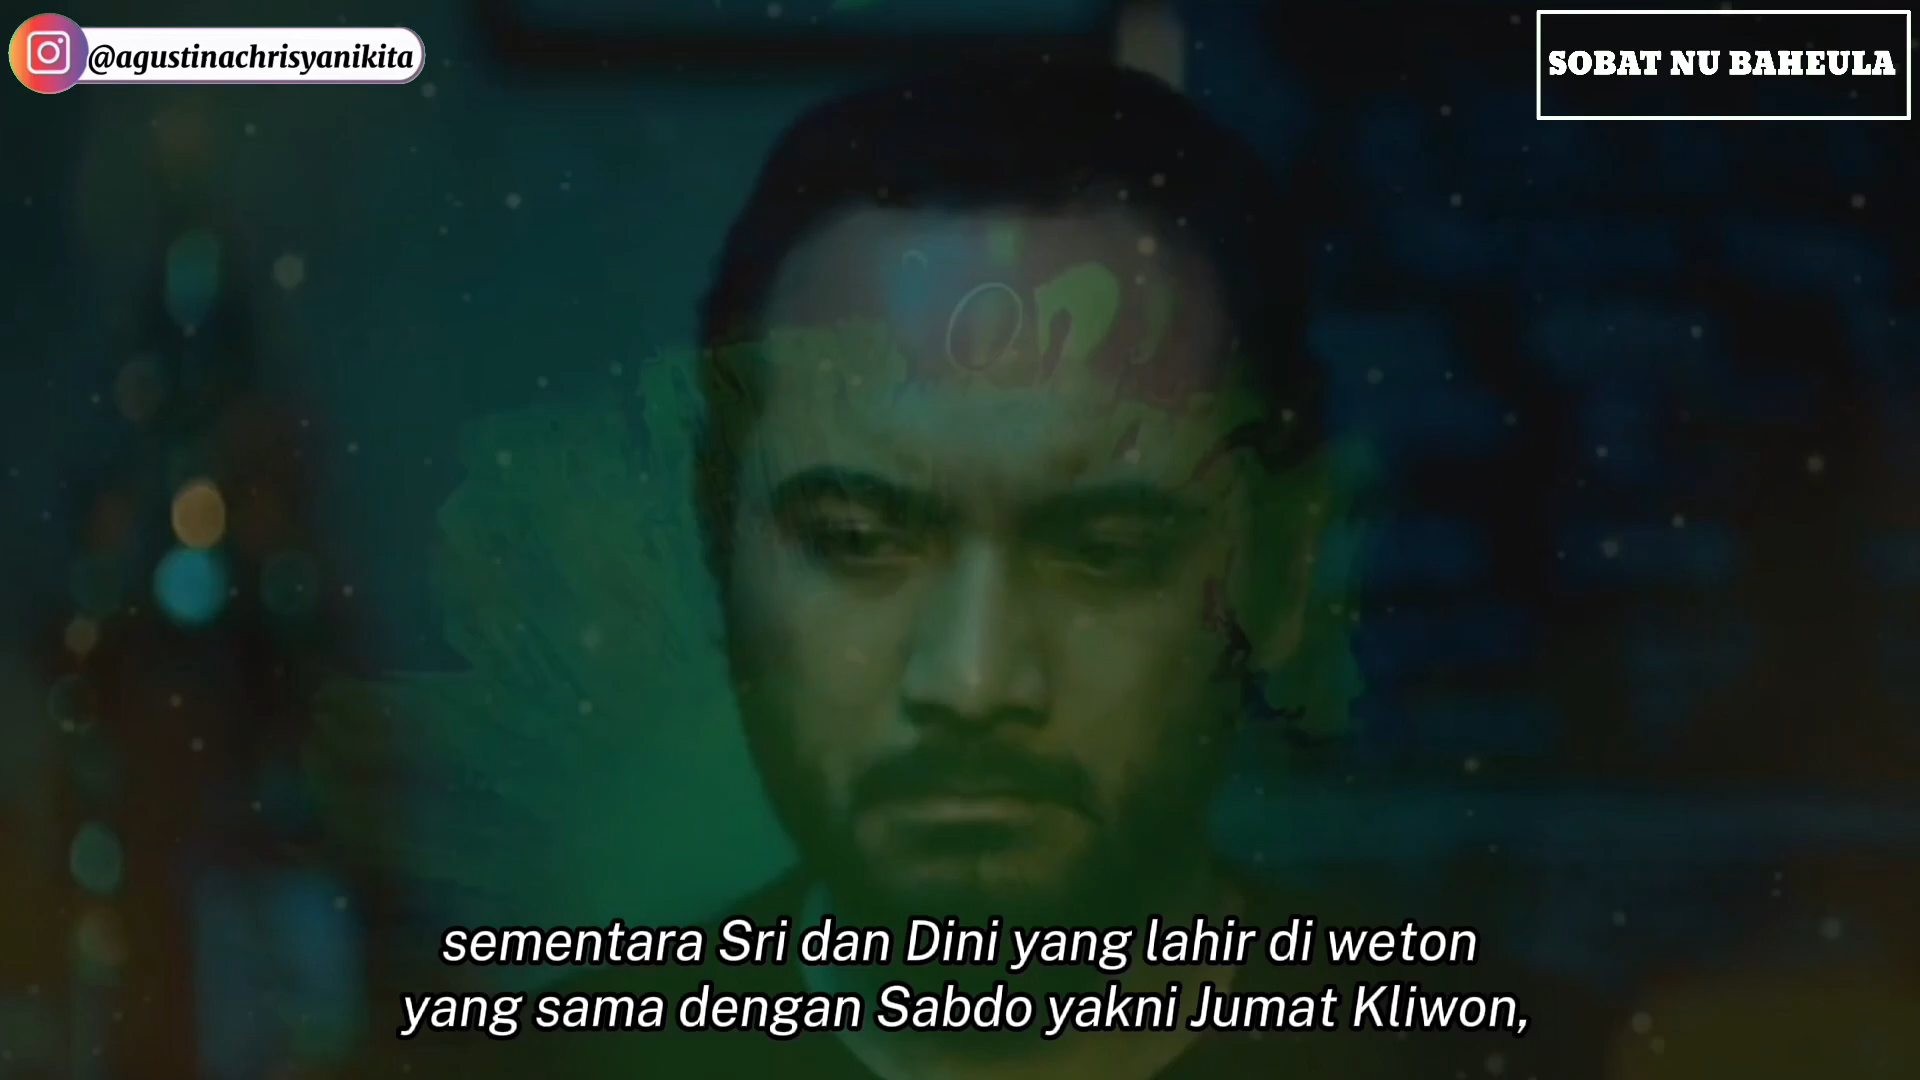 @agustinachrisyanikita
SOBAT NU BAHEULA
sementara Sri dan Dini yang lahir di weton
yang sama dengan Sabdo yakni Jumat Kliwon,